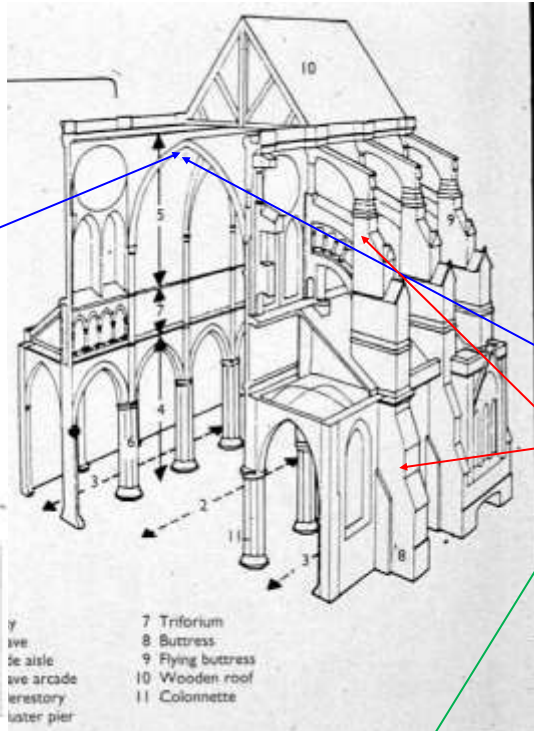 10
5
9
7
4
6
3
2
11
3
8
y
ave
de aisle
ave arcade
erestory
luster pier
7 Triforium
8 Buttress
9 Flying buttress
10 Wooden roof
11 Colonnette